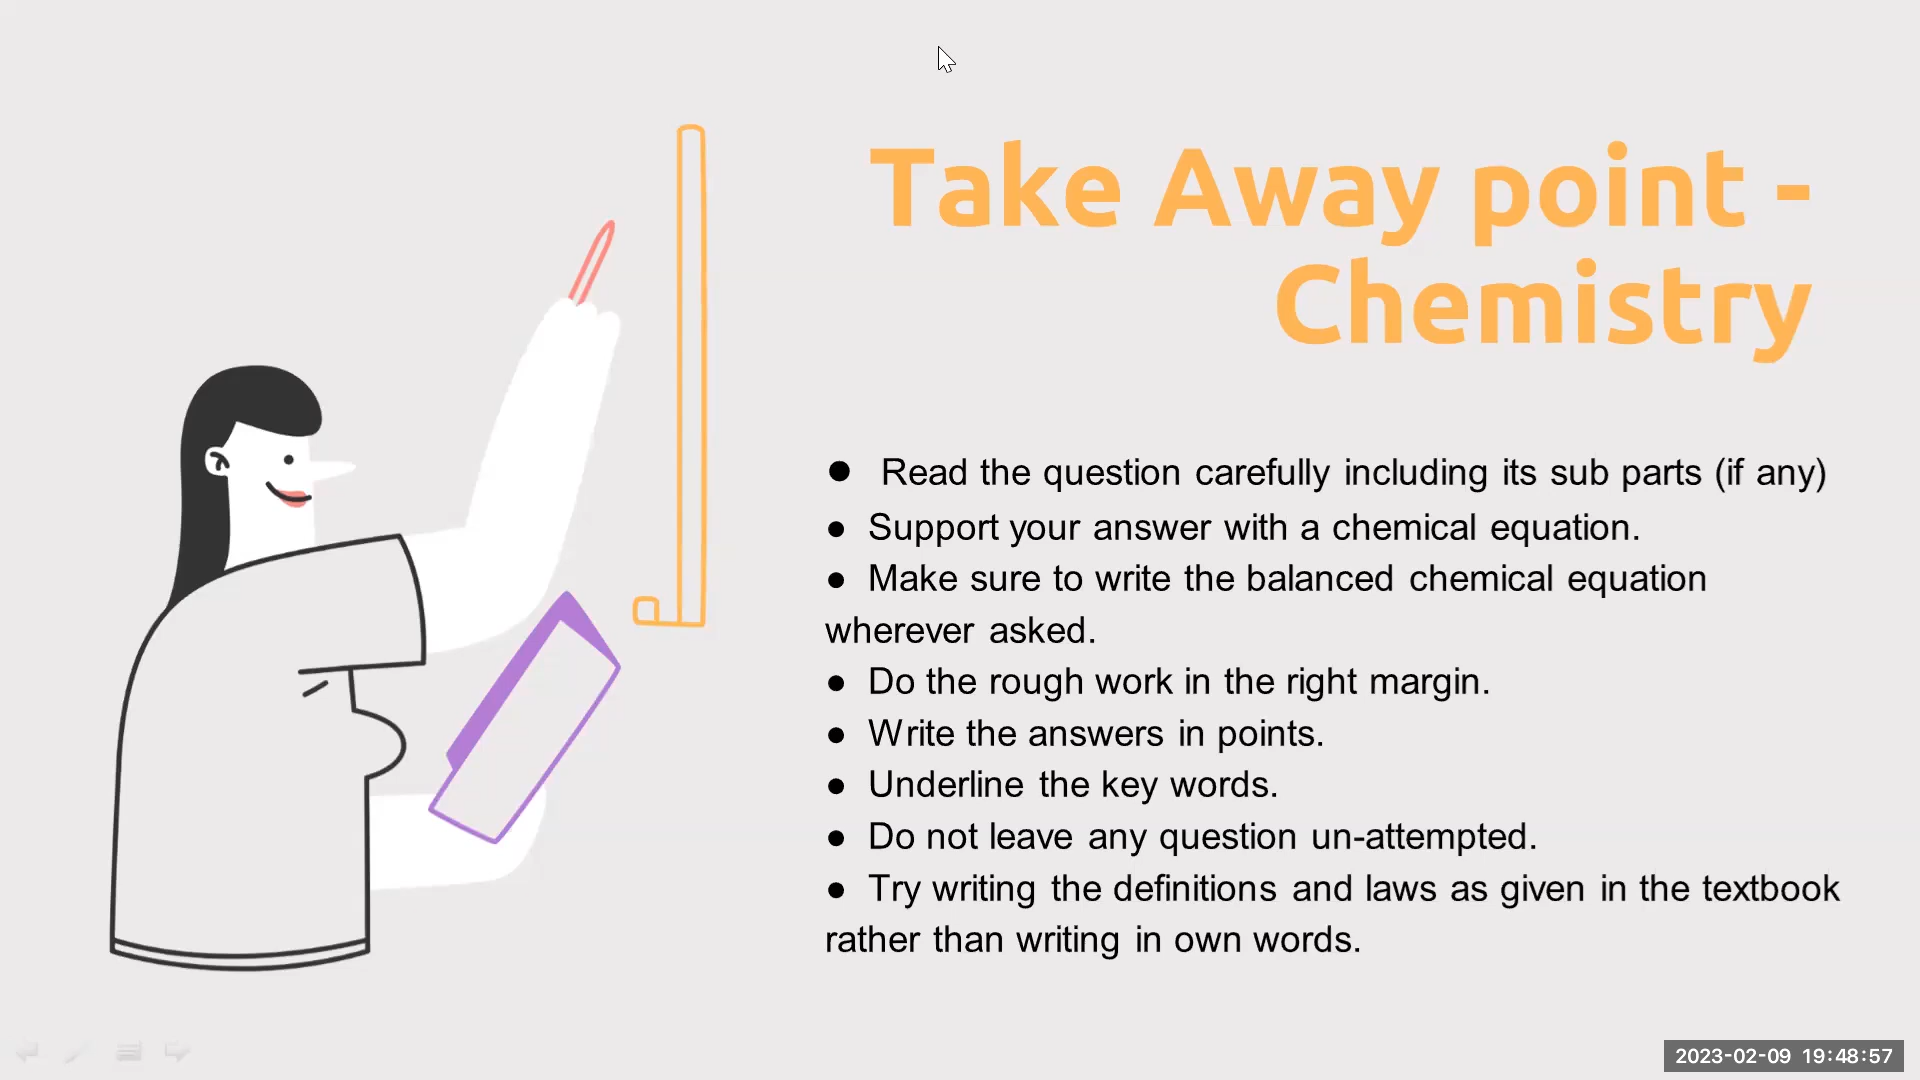 Take Away point -
Chemistry
● Read the question carefully including its sub parts (if any)
● Support your answer with a chemical equation.
● Make sure to write the balanced chemical equation
wherever asked.
● Do the rough work in the right margin.
● Write the answers in points.
● Underline the key words.
● Do not leave any question un-attempted.
● Try writing the definitions and laws as given in the textbook
rather than writing in own words.
2023-02-09 19:48:57